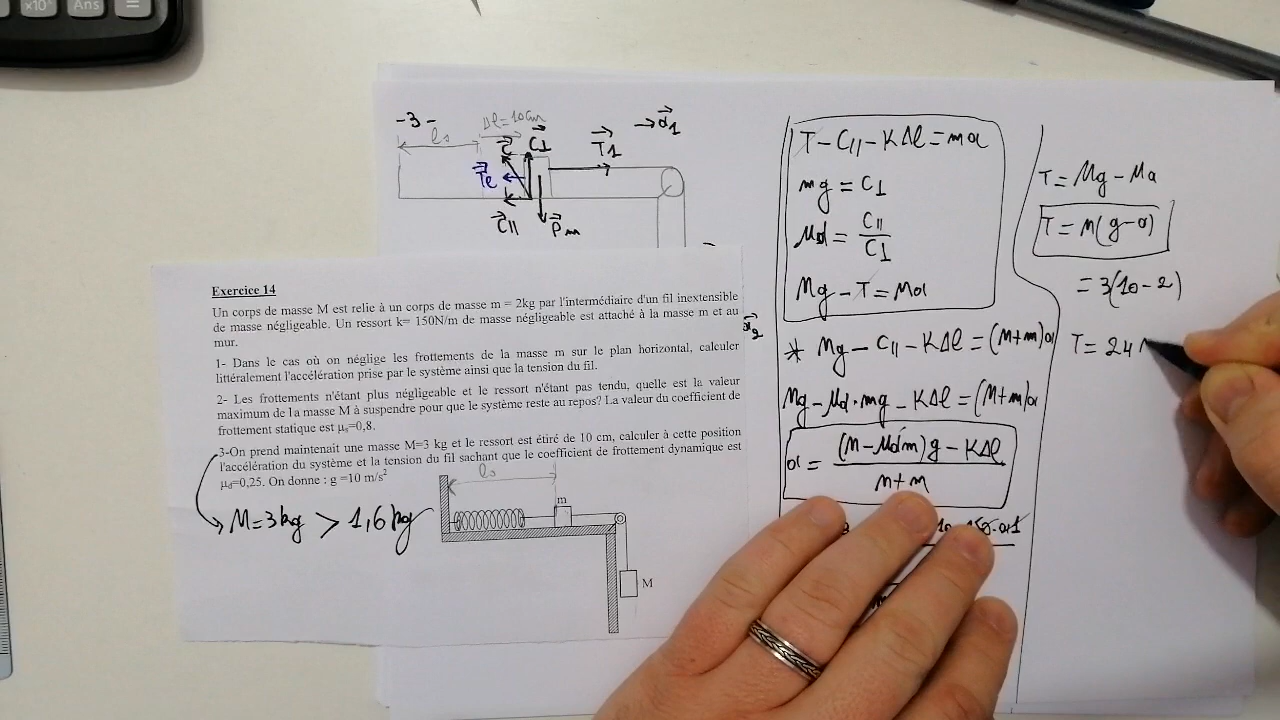 x10ˣ Ans =
-3-
ls Δl=10cm
C⃗ C⃗⊥ T⃗1 → a⃗1
T⃗e
C⃗|| P⃗m
a⃗2
Exercice 14
Un corps de masse M est relie à un corps de masse m = 2kg par l'intermédiaire d'un fil inextensible
de masse négligeable. Un ressort k= 150N/m de masse négligeable est attaché à la masse m et au
mur.
1- Dans le cas où on néglige les frottements de la masse m sur le plan horizontal, calculer
littéralement l'accélération prise par le système ainsi que la tension du fil.
2- Les frottements n'étant plus négligeable et le ressort n'étant pas tendu, quelle est la valeur
maximum de la masse M à suspendre pour que le système reste au repos? La valeur du coefficient de
frottement statique est μs=0,8.
3-On prend maintenait une masse M=3 kg et le ressort est étiré de 10 cm, calculer à cette position
l'accélération du système et la tension du fil sachant que le coefficient de frottement dynamique est
μd=0,25. On donne : g =10 m/s²
M=3kg > 1,6kg
ls
m
M
T - C|| - KΔl = ma
mg = C⊥
μd = C||/C⊥
Mg - T = Ma
* Mg - C|| - KΔl = (M+m)a
Mg - μd·mg - KΔl = (M+m)a
a = (M - μd m)g - KΔl / M+m
T = Mg - Ma
T = M(g-a)
= 3(10-2)
T = 24 N